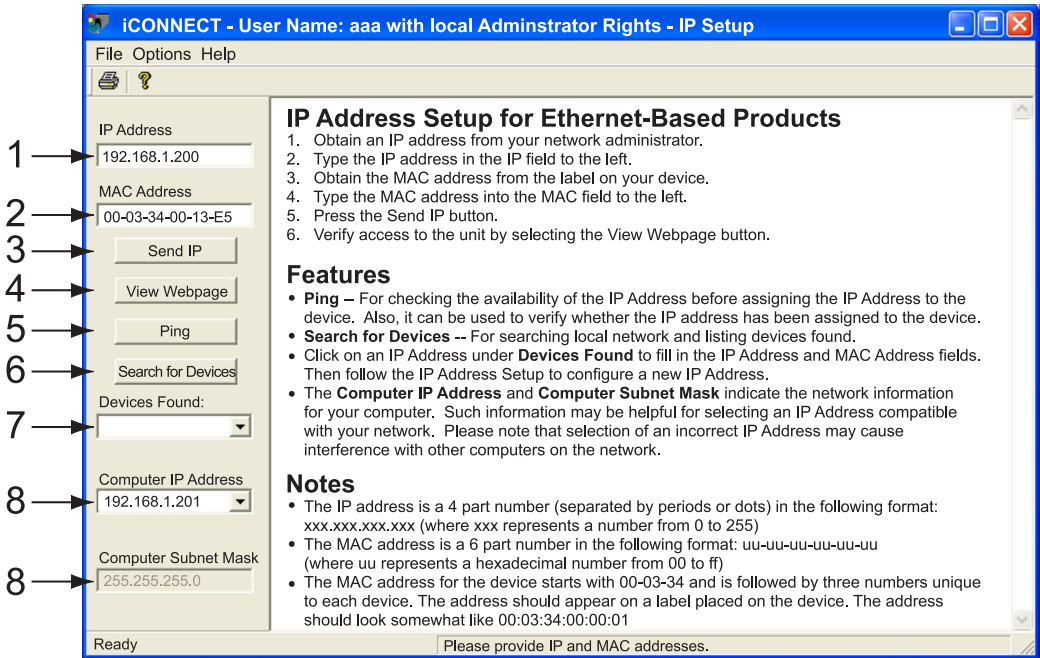 iCONNECT - User Name: aaa with local Adminstrator Rights - IP Setup
File Options Help
IP Address
1
192.168.1.200
MAC Address
2
00-03-34-00-13-E5
3
Send IP
4
View Webpage
5
Ping
6
Search for Devices
Devices Found:
7
Computer IP Address
8
192.168.1.201
Computer Subnet Mask
8
255.255.255.0
IP Address Setup for Ethernet-Based Products
1. Obtain an IP address from your network administrator.
2. Type the IP address in the IP field to the left.
3. Obtain the MAC address from the label on your device.
4. Type the MAC address into the MAC field to the left.
5. Press the Send IP button.
6. Verify access to the unit by selecting the View Webpage button.
Features
• Ping – For checking the availability of the IP Address before assigning the IP Address to the
device. Also, it can be used to verify whether the IP address has been assigned to the device.
• Search for Devices -- For searching local network and listing devices found.
• Click on an IP Address under Devices Found to fill in the IP Address and MAC Address fields.
Then follow the IP Address Setup to configure a new IP Address.
• The Computer IP Address and Computer Subnet Mask indicate the network information
for your computer. Such information may be helpful for selecting an IP Address compatible
with your network. Please note that selection of an incorrect IP Address may cause
interference with other computers on the network.
Notes
• The IP address is a 4 part number (separated by periods or dots) in the following format:
xxx.xxx.xxx.xxx (where xxx represents a number from 0 to 255)
• The MAC address is a 6 part number in the following format: uu-uu-uu-uu-uu-uu
(where uu represents a hexadecimal number from 00 to ff)
• The MAC address for the device starts with 00-03-34 and is followed by three numbers unique
to each device. The address should appear on a label placed on the device. The address
should look somewhat like 00:03:34:00:00:01
Ready
Please provide IP and MAC addresses.